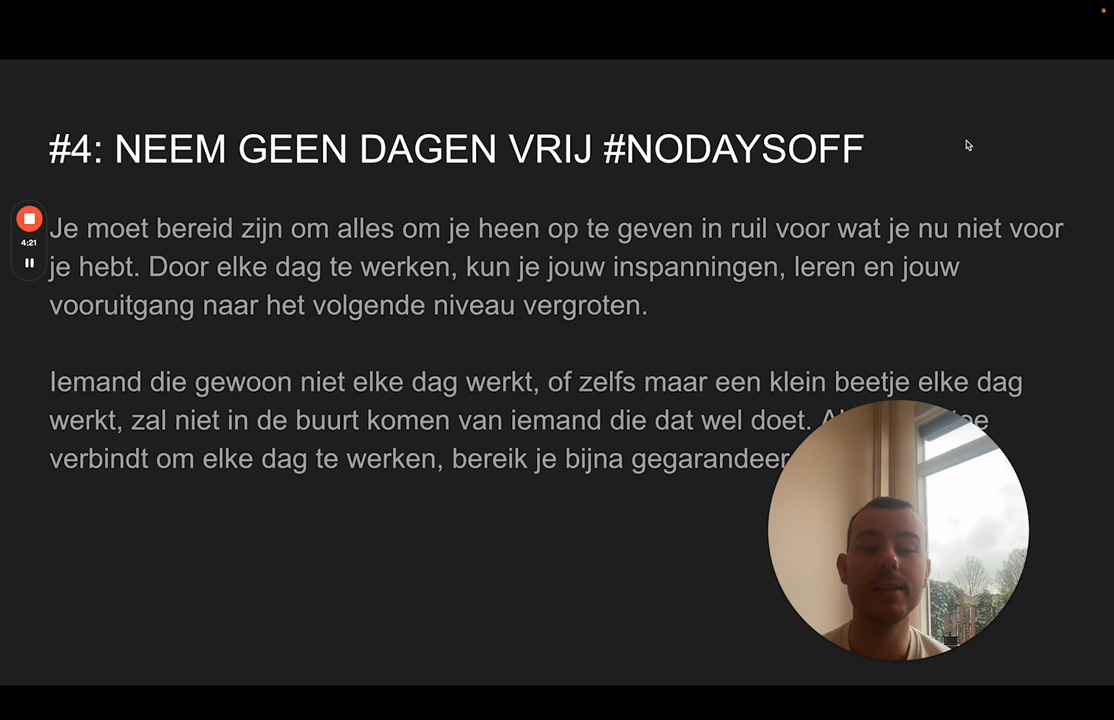 #4: NEEM GEEN DAGEN VRIJ #NODAYSOFF
4:21
Je moet bereid zijn om alles om je heen op te geven in ruil voor wat je nu niet voor
je hebt. Door elke dag te werken, kun je jouw inspanningen, leren en jouw
vooruitgang naar het volgende niveau vergroten.
Iemand die gewoon niet elke dag werkt, of zelfs maar een klein beetje elke dag
werkt, zal niet in de buurt komen van iemand die dat wel doet.
verbindt om elke dag te werken, bereik je bijna